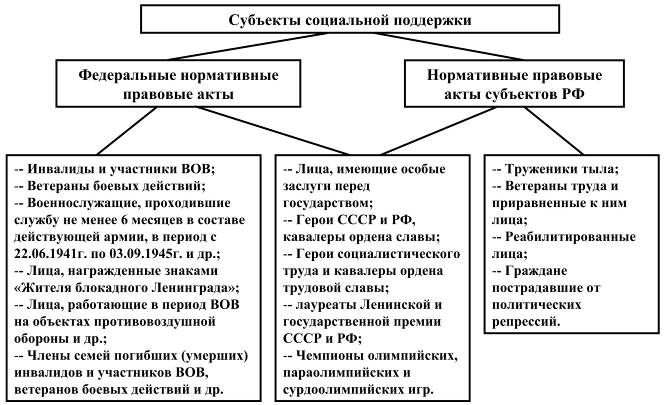 Субъекты социальной поддержки
Федеральные нормативные
правовые акты
Нормативные правовые
акты субъектов РФ
-- Инвалиды и участники ВОВ;
-- Ветераны боевых действий;
-- Военнослужащие, проходившие
службу не менее 6 месяцев в составе
действующей армии, в период с
22.06.1941г. по 03.09.1945г. и др.;
-- Лица, награжденные знаками
«Жителя блокадного Ленинграда»;
-- Лица, работающие в период ВОВ
на объектах противовоздушной
обороны и др.;
-- Члены семей погибших (умерших)
инвалидов и участников ВОВ,
ветеранов боевых действий и др.
-- Лица, имеющие особые
заслуги перед
государством;
-- Герои СССР и РФ,
кавалеры ордена славы;
-- Герои социалистического
труда и кавалеры ордена
трудовой славы;
-- лауреаты Ленинской и
государственной премии
СССР и РФ;
-- Чемпионы олимпийских,
параолимпийских и
сурдоолимпийских игр.
-- Труженики тыла;
-- Ветераны труда и
приравненные к ним
лица;
-- Реабилитированные
лица;
-- Граждане
пострадавшие от
политических
репрессий.